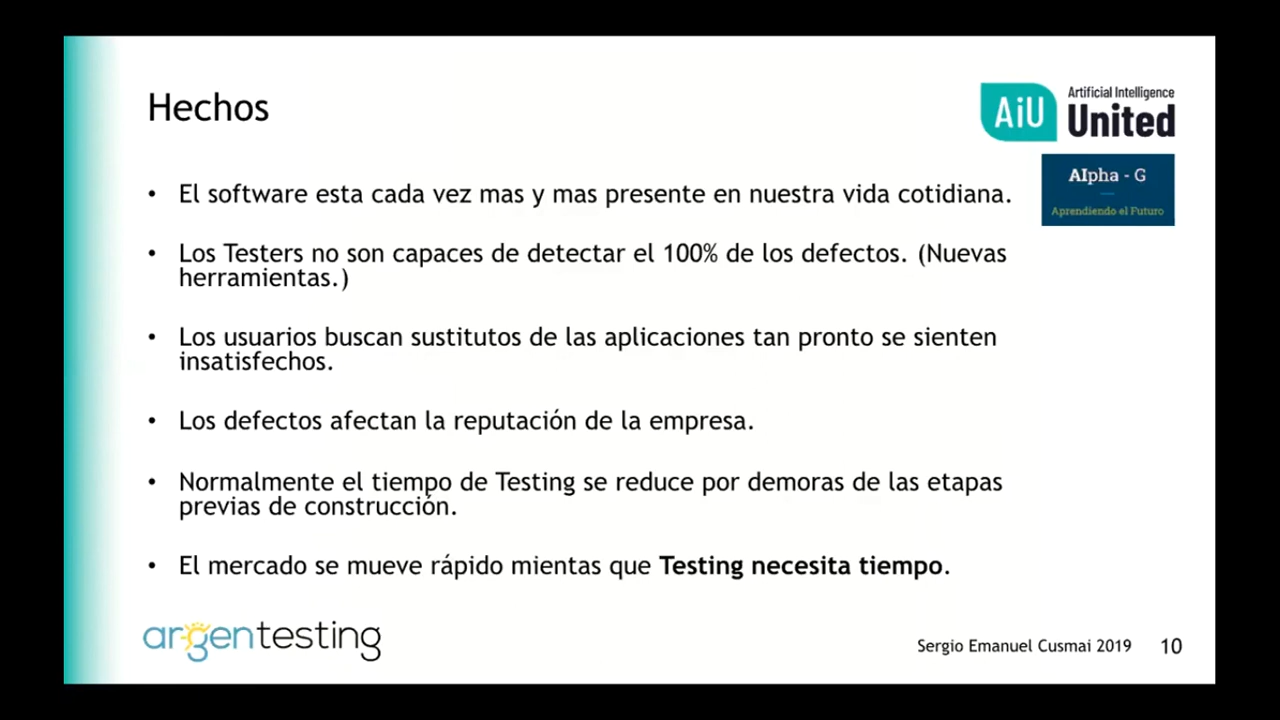 Hechos
AiU Artificial Intelligence
United
AIpha - G
Aprendiendo el Futuro
• El software esta cada vez mas y mas presente en nuestra vida cotidiana.
• Los Testers no son capaces de detectar el 100% de los defectos. (Nuevas
herramientas.)
• Los usuarios buscan sustitutos de las aplicaciones tan pronto se sienten
insatisfechos.
• Los defectos afectan la reputación de la empresa.
• Normalmente el tiempo de Testing se reduce por demoras de las etapas
previas de construcción.
• El mercado se mueve rápido mientas que Testing necesita tiempo.
argentesting
Sergio Emanuel Cusmai 2019 10